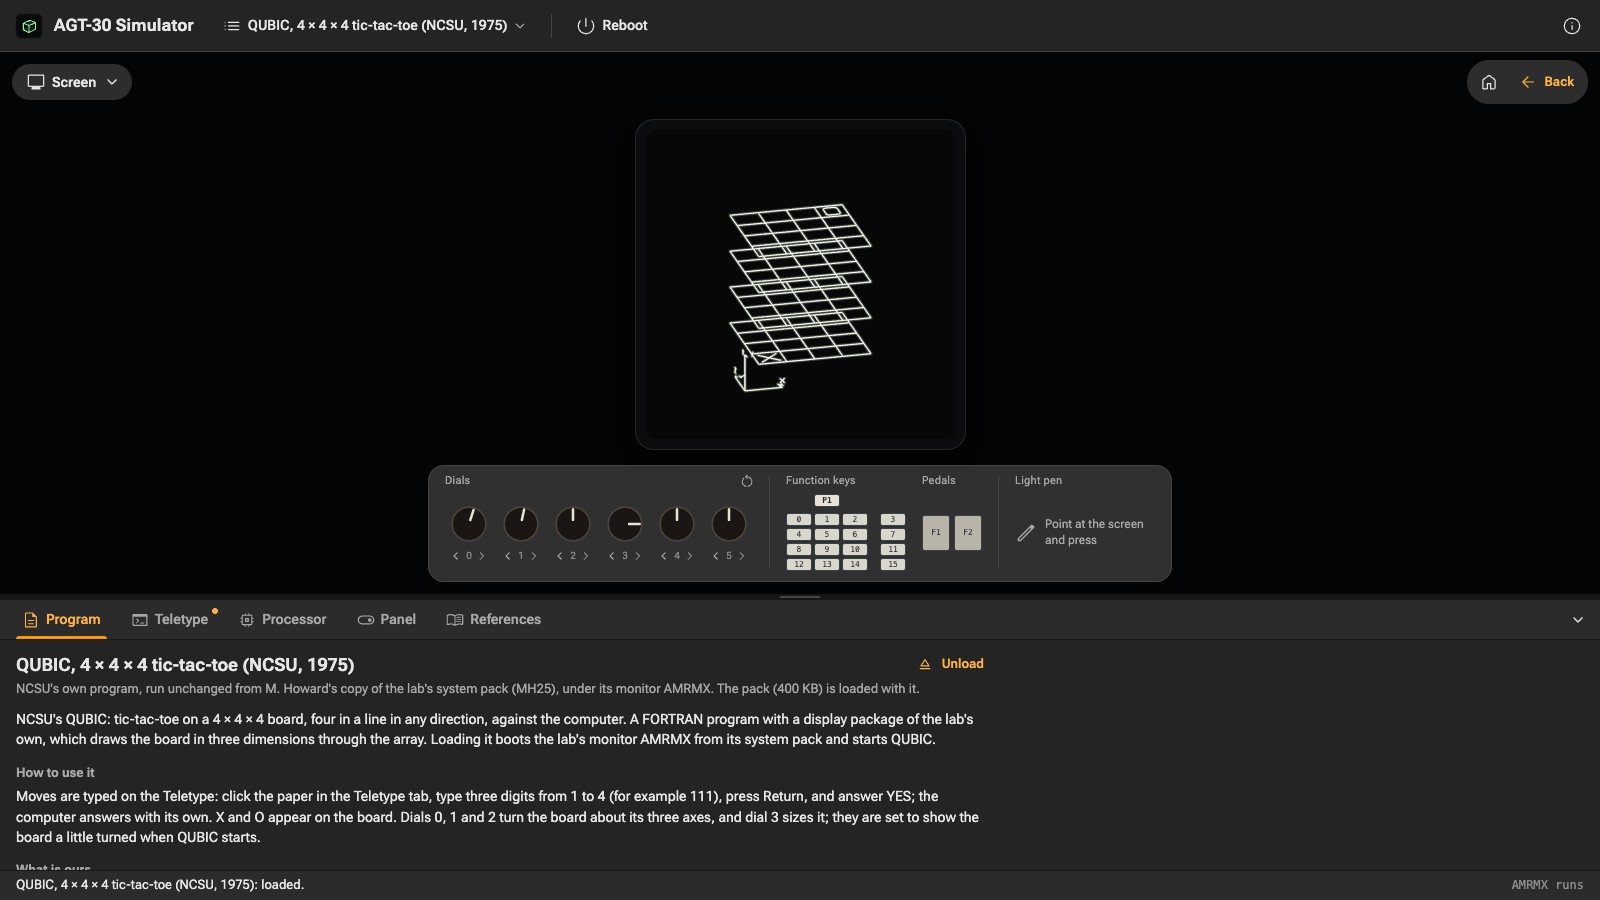 AGT-30 Simulator
QUBIC, 4 × 4 × 4 tic-tac-toe (NCSU, 1975)
Reboot
Screen
Back
Dials
Function keys
Pedals
Light pen
P1
0 1 2 3
4 5 6 7
8 9 10 11
12 13 14 15
F1 F2
Point at the screen
and press
< 0 > < 1 > < 2 > < 3 > < 4 > < 5 >
Program
Teletype
Processor
Panel
References
QUBIC, 4 × 4 × 4 tic-tac-toe (NCSU, 1975)
Unload
NCSU's own program, run unchanged from M. Howard's copy of the lab's system pack (MH25), under its monitor AMRMX. The pack (400 KB) is loaded with it.
NCSU's QUBIC: tic-tac-toe on a 4 × 4 × 4 board, four in a line in any direction, against the computer. A FORTRAN program with a display package of the lab's
own, which draws the board in three dimensions through the array. Loading it boots the lab's monitor AMRMX from its system pack and starts QUBIC.
How to use it
Moves are typed on the Teletype: click the paper in the Teletype tab, type three digits from 1 to 4 (for example 111), press Return, and answer YES; the
computer answers with its own. X and O appear on the board. Dials 0, 1 and 2 turn the board about its three axes, and dial 3 sizes it; they are set to show the
board a little turned when QUBIC starts.
What is ours
QUBIC, 4 × 4 × 4 tic-tac-toe (NCSU, 1975): loaded.
AMRMX runs